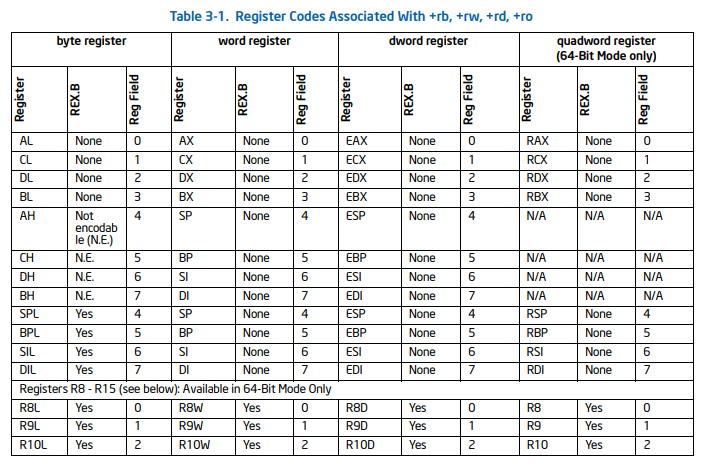 Table 3-1. Register Codes Associated With +rb, +rw, +rd, +ro
byte register word register dword register quadword register
(64-Bit Mode only)
Register REX.B Reg Field Register REX.B Reg Field Register REX.B Reg Field Register REX.B Reg Field
AL None 0 AX None 0 EAX None 0 RAX None 0
CL None 1 CX None 1 ECX None 1 RCX None 1
DL None 2 DX None 2 EDX None 2 RDX None 2
BL None 3 BX None 3 EBX None 3 RBX None 3
AH Not 4 SP None 4 ESP None 4 N/A N/A N/A
encodab
le (N.E.)
CH N.E. 5 BP None 5 EBP None 5 N/A N/A N/A
DH N.E. 6 SI None 6 ESI None 6 N/A N/A N/A
BH N.E. 7 DI None 7 EDI None 7 N/A N/A N/A
SPL Yes 4 SP None 4 ESP None 4 RSP None 4
BPL Yes 5 BP None 5 EBP None 5 RBP None 5
SIL Yes 6 SI None 6 ESI None 6 RSI None 6
DIL Yes 7 DI None 7 EDI None 7 RDI None 7
Registers R8 - R15 (see below): Available in 64-Bit Mode Only
R8L Yes 0 R8W Yes 0 R8D Yes 0 R8 Yes 0
R9L Yes 1 R9W Yes 1 R9D Yes 1 R9 Yes 1
R10L Yes 2 R10W Yes 2 R10D Yes 2 R10 Yes 2